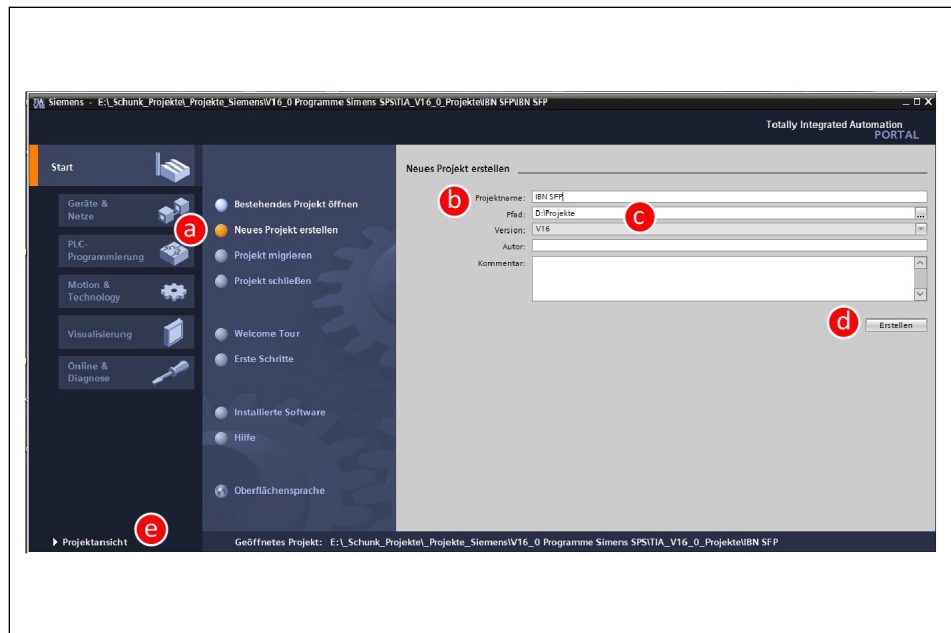 Siemens - E:\_Schunk_Projekte\_Projekte_Siemens\V16_0 Programme Simens SPS\TIA_V16_0_Projekte\IBN SFP\IBN SFP
Totally Integrated Automation
PORTAL
Start
Geräte &
Netze
PLC-
Programmierung
Motion &
Technology
Visualisierung
Online &
Diagnose
Projektansicht
e
a
Bestehendes Projekt öffnen
Neues Projekt erstellen
Projekt migrieren
Projekt schließen
Welcome Tour
Erste Schritte
Installierte Software
Hilfe
Oberflächensprache
Neues Projekt erstellen
b
Projektname: IBN SFP
Pfad: D:\Projekte
...
c
Version: V16
Autor:
Kommentar:
d
Erstellen
Geöffnetes Projekt: E:\_Schunk_Projekte\_Projekte_Siemens\V16_0 Programme Simens SPS\TIA_V16_0_Projekte\IBN SFP